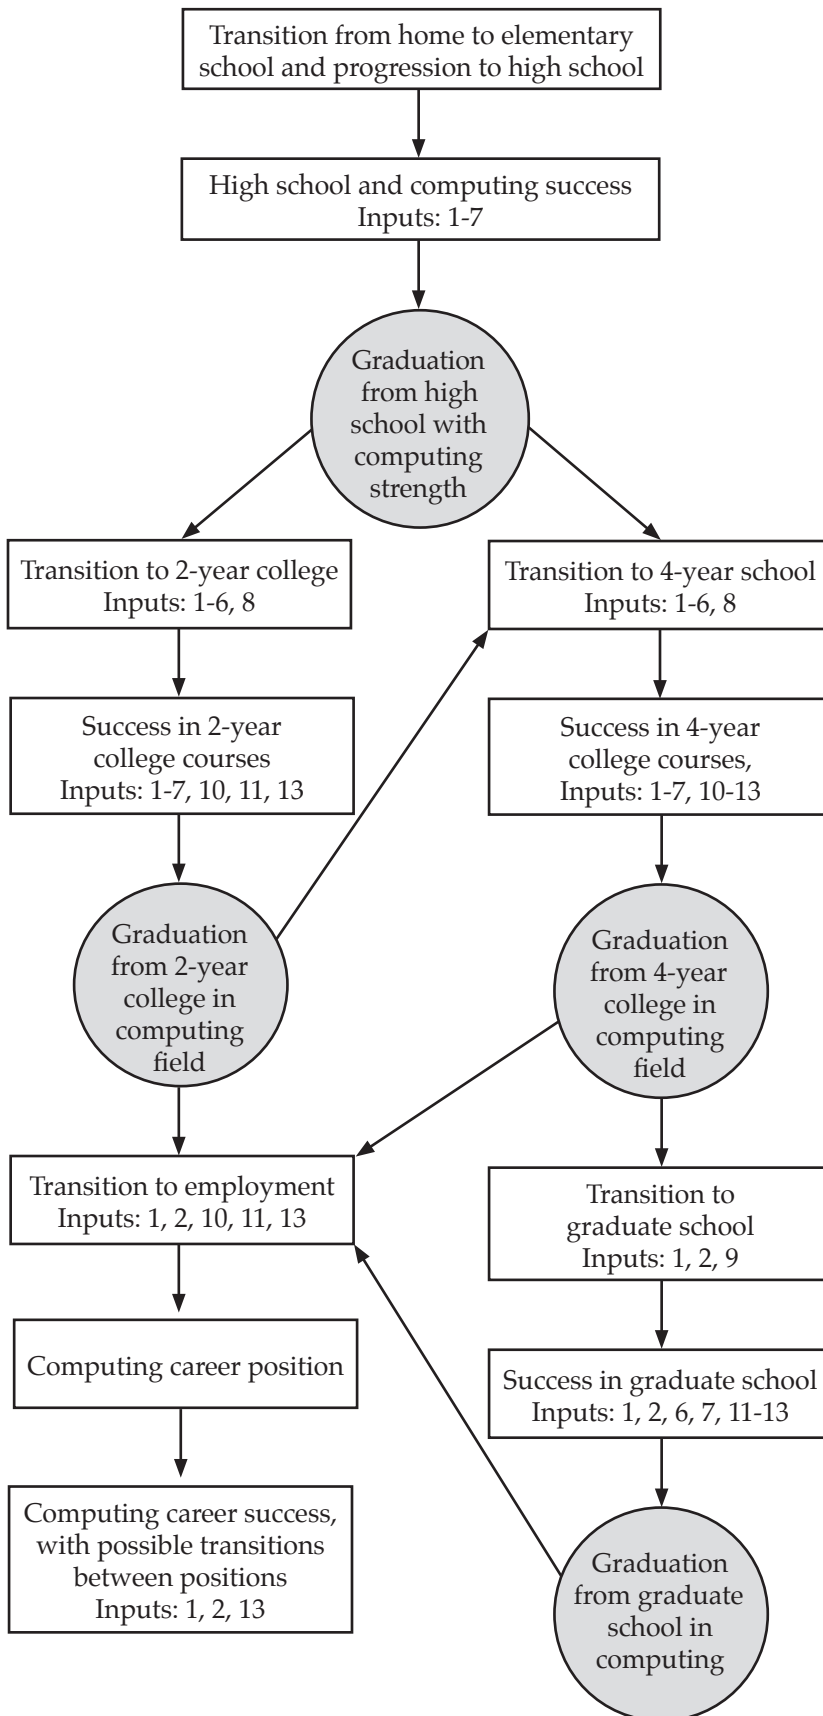 Transition from home to elementary
school and progression to high school
High school and computing success
Inputs: 1-7
Graduation
from high
school with
computing
strength
Transition to 2-year college
Inputs: 1-6, 8
Transition to 4-year school
Inputs: 1-6, 8
Success in 2-year
college courses
Inputs: 1-7, 10, 11, 13
Success in 4-year
college courses,
Inputs: 1-7, 10-13
Graduation
from 2-year
college in
computing
field
Graduation
from 4-year
college in
computing
field
Transition to employment
Inputs: 1, 2, 10, 11, 13
Transition to
graduate school
Inputs: 1, 2, 9
Computing career position
Success in graduate school
Inputs: 1, 2, 6, 7, 11-13
Computing career success,
with possible transitions
between positions
Inputs: 1, 2, 13
Graduation
from graduate
school in
computing